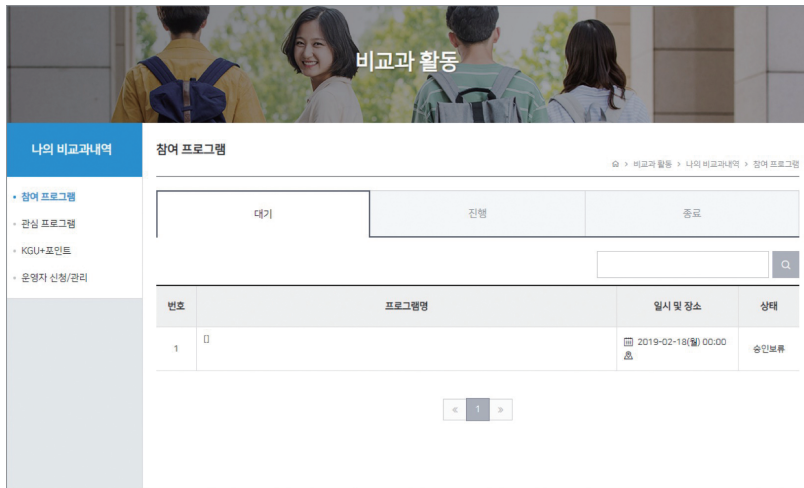 비교과 활동
나의 비교과내역
참여 프로그램
관심 프로그램
KGU+포인트
운영자 신청/관리
참여 프로그램
비교과 활동 > 나의 비교과내역 > 참여 프로그램
대기 진행 종료
번호 프로그램명 일시 및 장소 상태
1 [] 2019-02-18(월) 00:00 승인보류
« 1 »